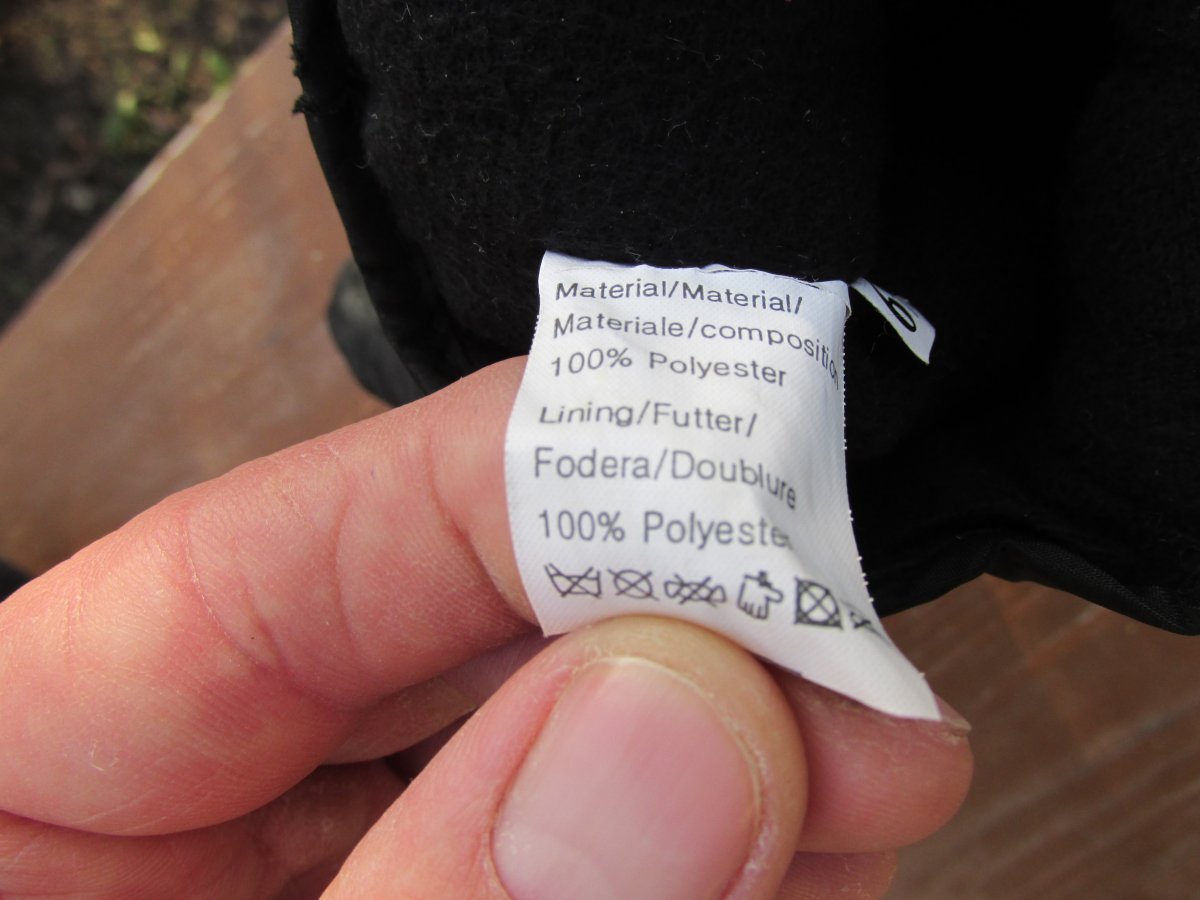 Material/Material/
Materiale/composition
100% Polyester
Lining/Futter/
Fodera/Doublure
100% Polyester